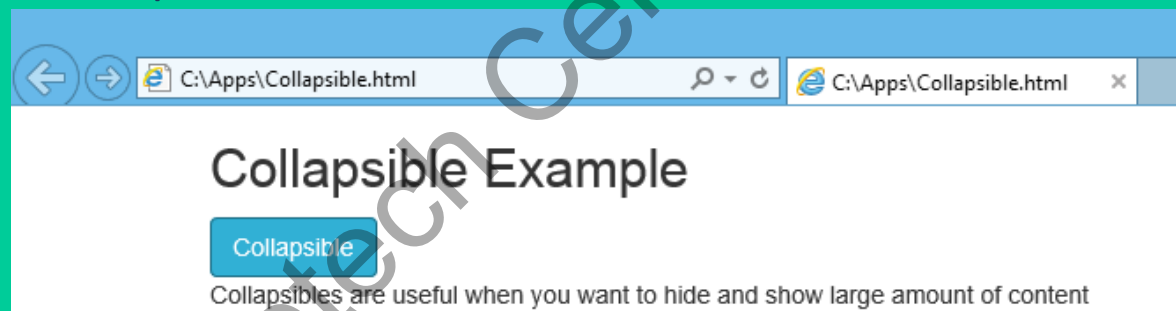 C:\Apps\Collapsible.html C:\Apps\Collapsible.html
Collapsible Example
Collapsible
Collapsibles are useful when you want to hide and show large amount of content